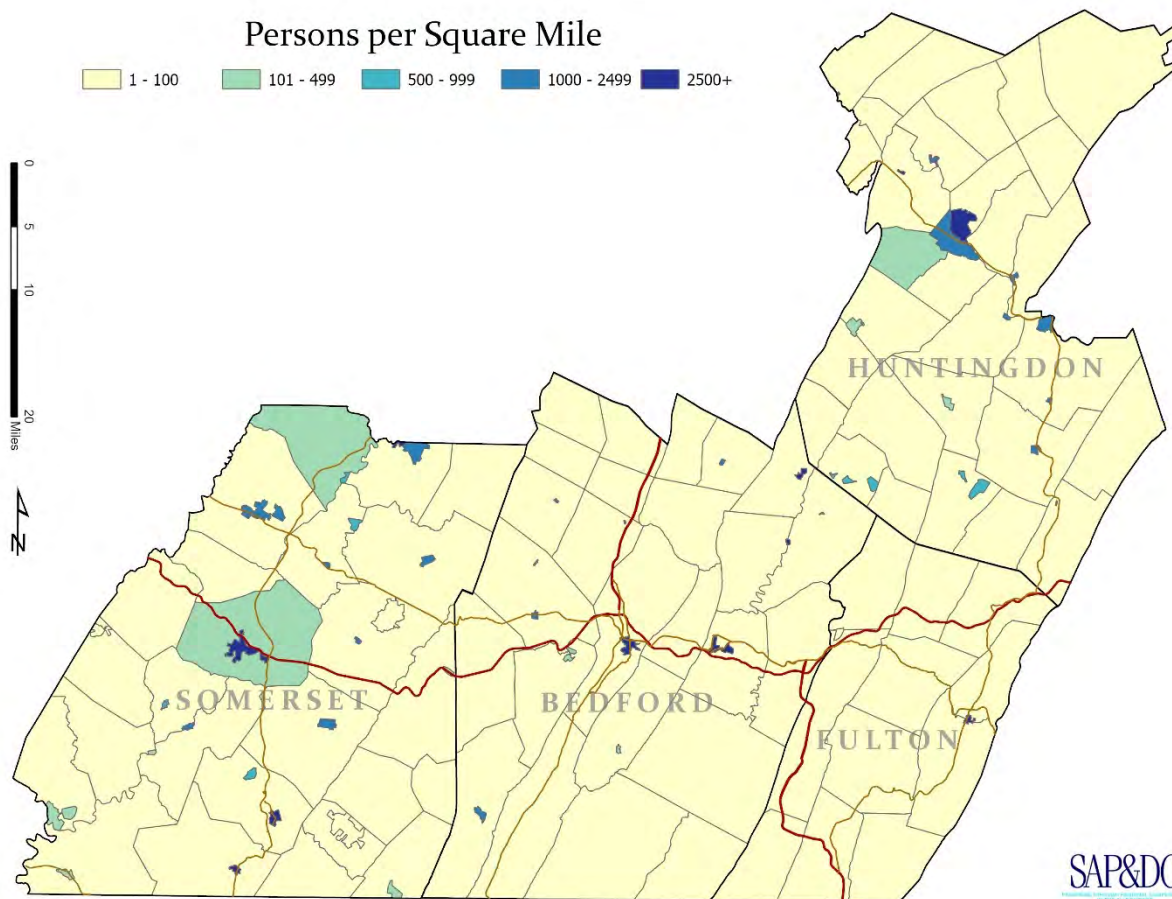 Persons per Square Mile
1 - 100
101 - 499
500 - 999
1000 - 2499
2500+
0
5
10
20
Miles
N
HUNTINGDON
SOMERSET
BEDFORD
FULTON
SAP&DC